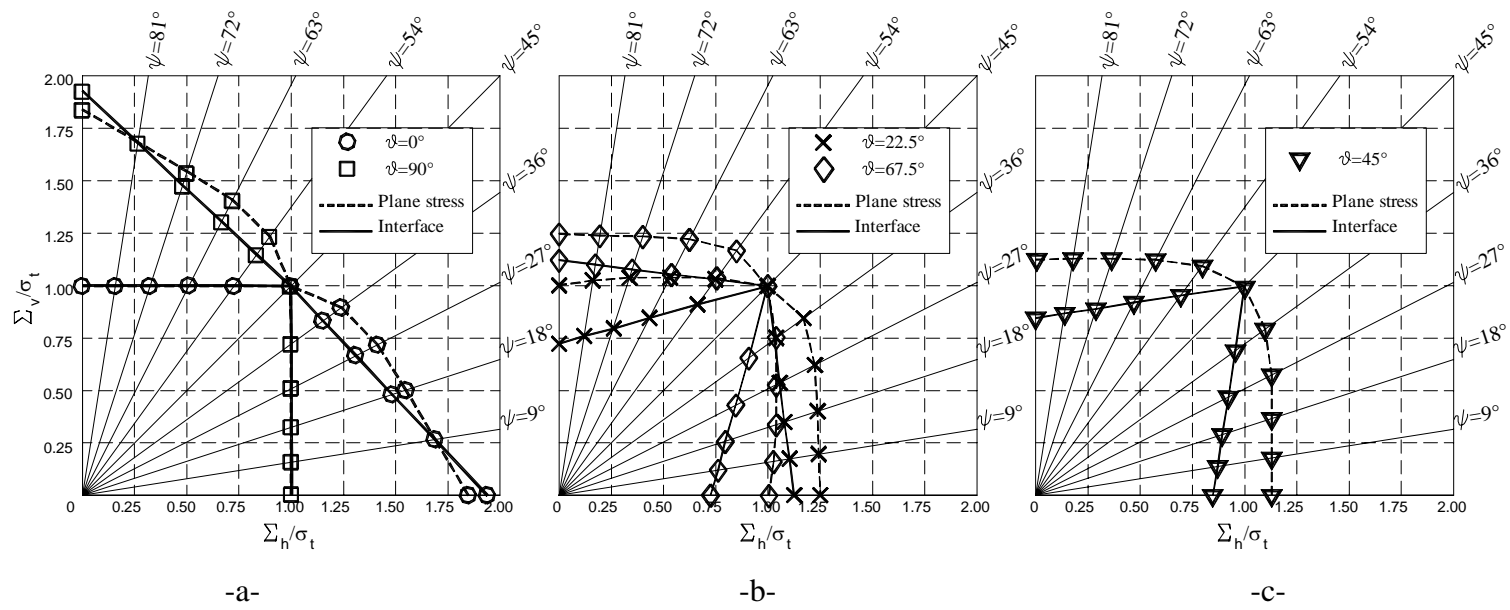 ψ=81°
ψ=72°
ψ=63°
ψ=54°
ψ=45°
ψ=36°
ψ=27°
ψ=18°
ψ=9°
2.00
1.75
1.50
1.25
1.00
0.75
0.50
0.25
0
0.25
0.50
0.75
1.00
1.25
1.50
1.75
2.00
Σv/σt
Σh/σt
ϑ=0°
ϑ=90°
Plane stress
Interface
-a-
ψ=81°
ψ=72°
ψ=63°
ψ=54°
ψ=45°
ψ=36°
ψ=27°
ψ=18°
ψ=9°
ϑ=22.5°
ϑ=67.5°
Plane stress
Interface
0
0.25
0.50
0.75
1.00
1.25
1.50
1.75
2.00
Σh/σt
-b-
ψ=81°
ψ=72°
ψ=63°
ψ=54°
ψ=45°
ψ=36°
ψ=27°
ψ=18°
ψ=9°
ϑ=45°
Plane stress
Interface
0
0.25
0.50
0.75
1.00
1.25
1.50
1.75
2.00
Σh/σt
-c-